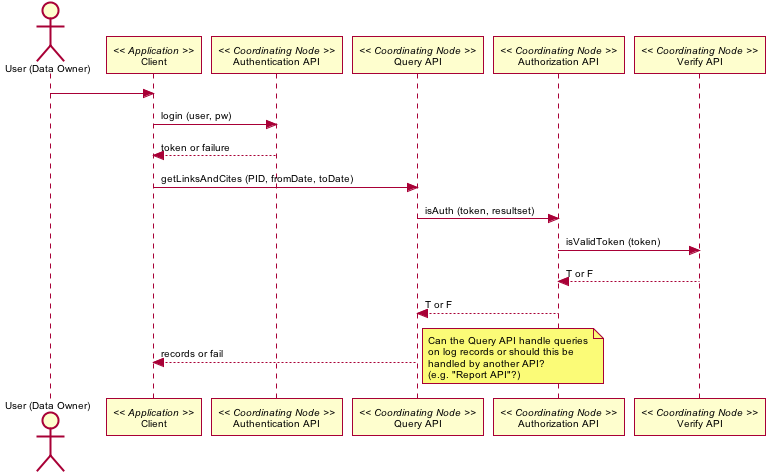 User (Data Owner)
<< Application >>
Client
<< Coordinating Node >>
Authentication API
<< Coordinating Node >>
Query API
<< Coordinating Node >>
Authorization API
<< Coordinating Node >>
Verify API
login (user, pw)
token or failure
getLinksAndCites (PID, fromDate, toDate)
isAuth (token, resultset)
isValidToken (token)
T or F
T or F
Can the Query API handle queries
on log records or should this be
handled by another API?
(e.g. "Report API"?)
records or fail
User (Data Owner)
<< Application >>
Client
<< Coordinating Node >>
Authentication API
<< Coordinating Node >>
Query API
<< Coordinating Node >>
Authorization API
<< Coordinating Node >>
Verify API